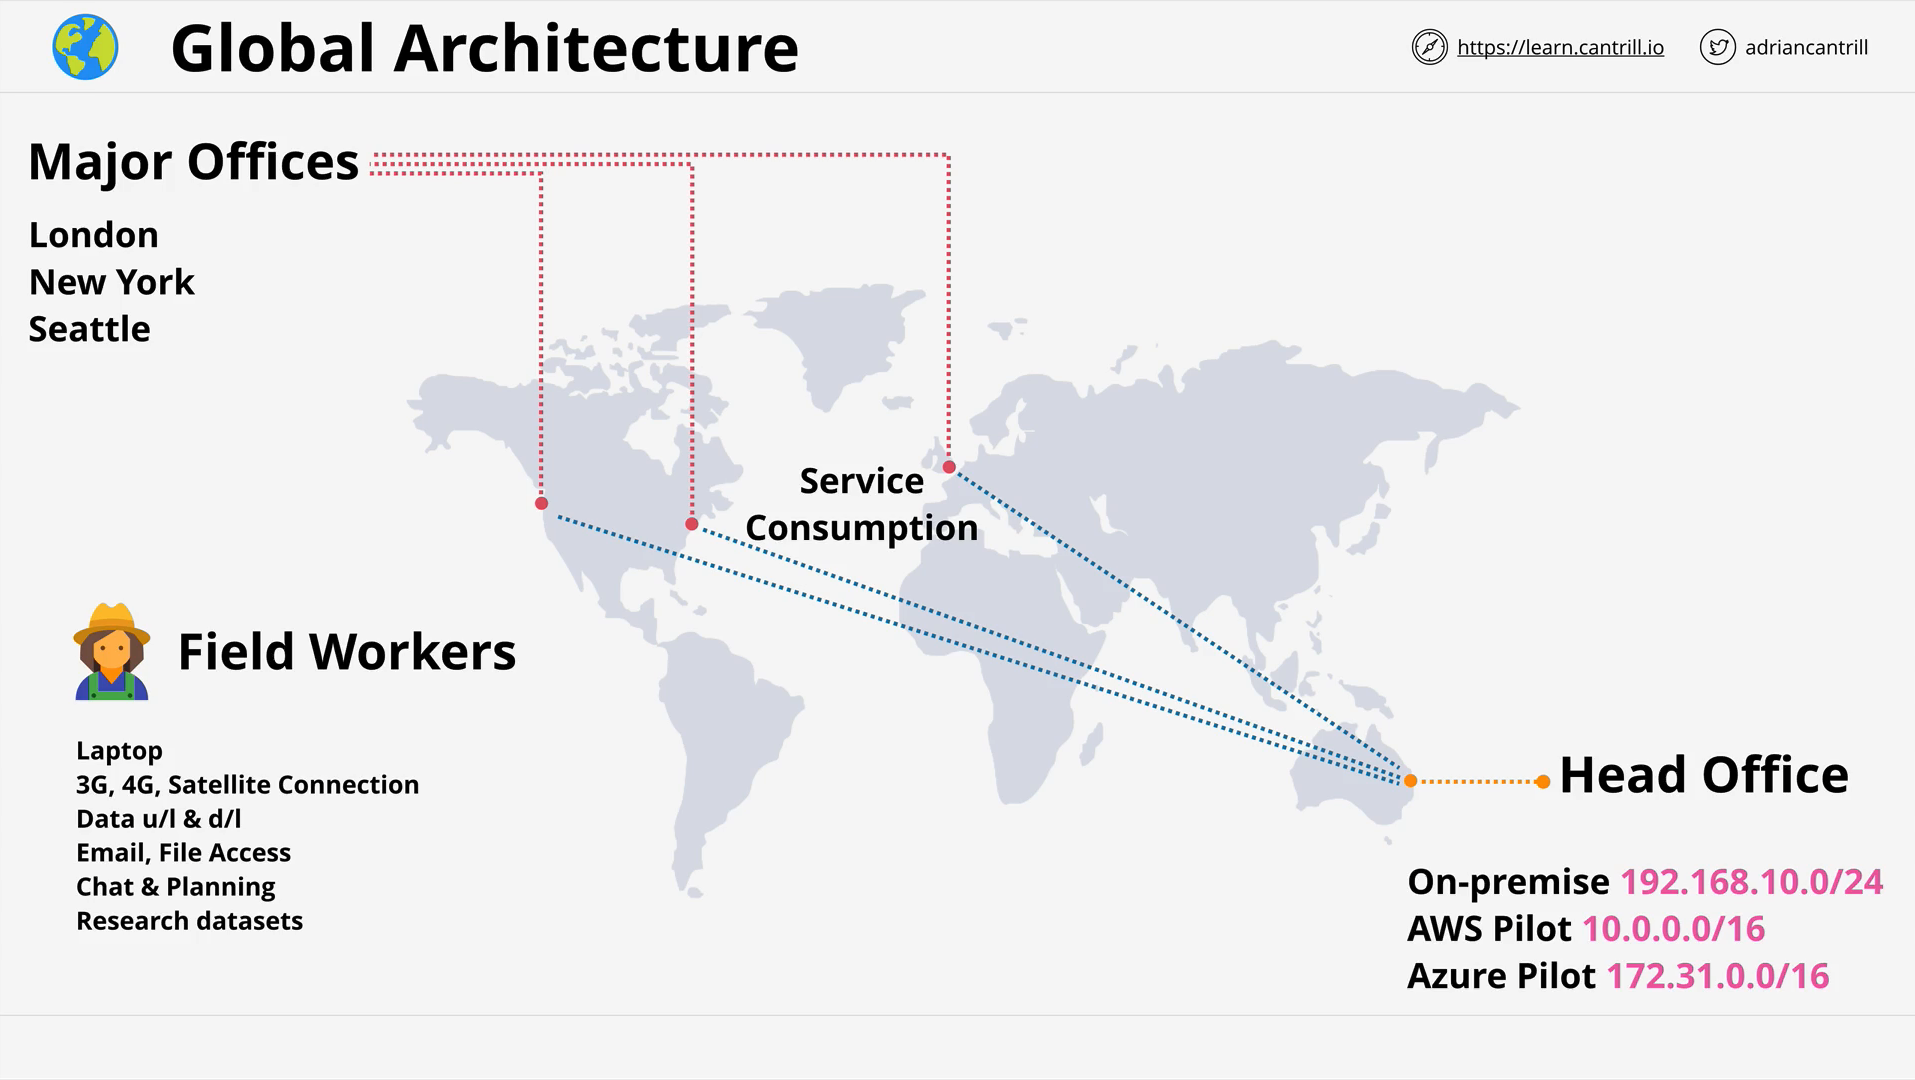 Global Architecture
https://learn.cantrill.io
adriancantrill
Major Offices
London
New York
Seattle
Service
Consumption
Field Workers
Laptop
3G, 4G, Satellite Connection
Data u/l & d/l
Email, File Access
Chat & Planning
Research datasets
Head Office
On-premise 192.168.10.0/24
AWS Pilot 10.0.0.0/16
Azure Pilot 172.31.0.0/16